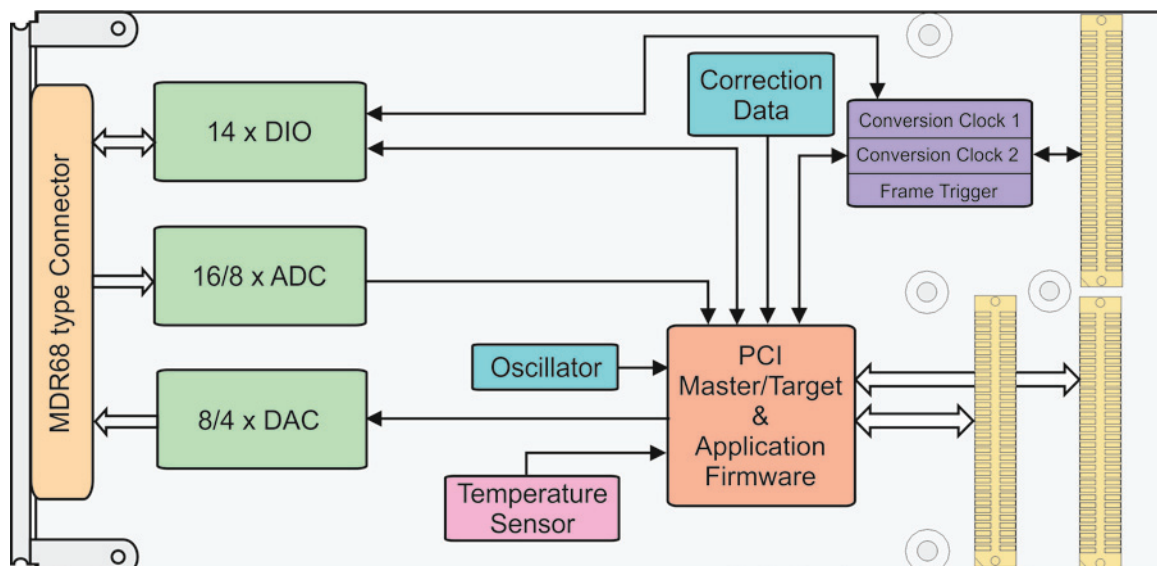 MDR68 type Connector
14 x DIO
16/8 x ADC
8/4 x DAC
Correction
Data
Conversion Clock 1
Conversion Clock 2
Frame Trigger
Oscillator
Temperature
Sensor
PCI
Master/Target
&
Application
Firmware